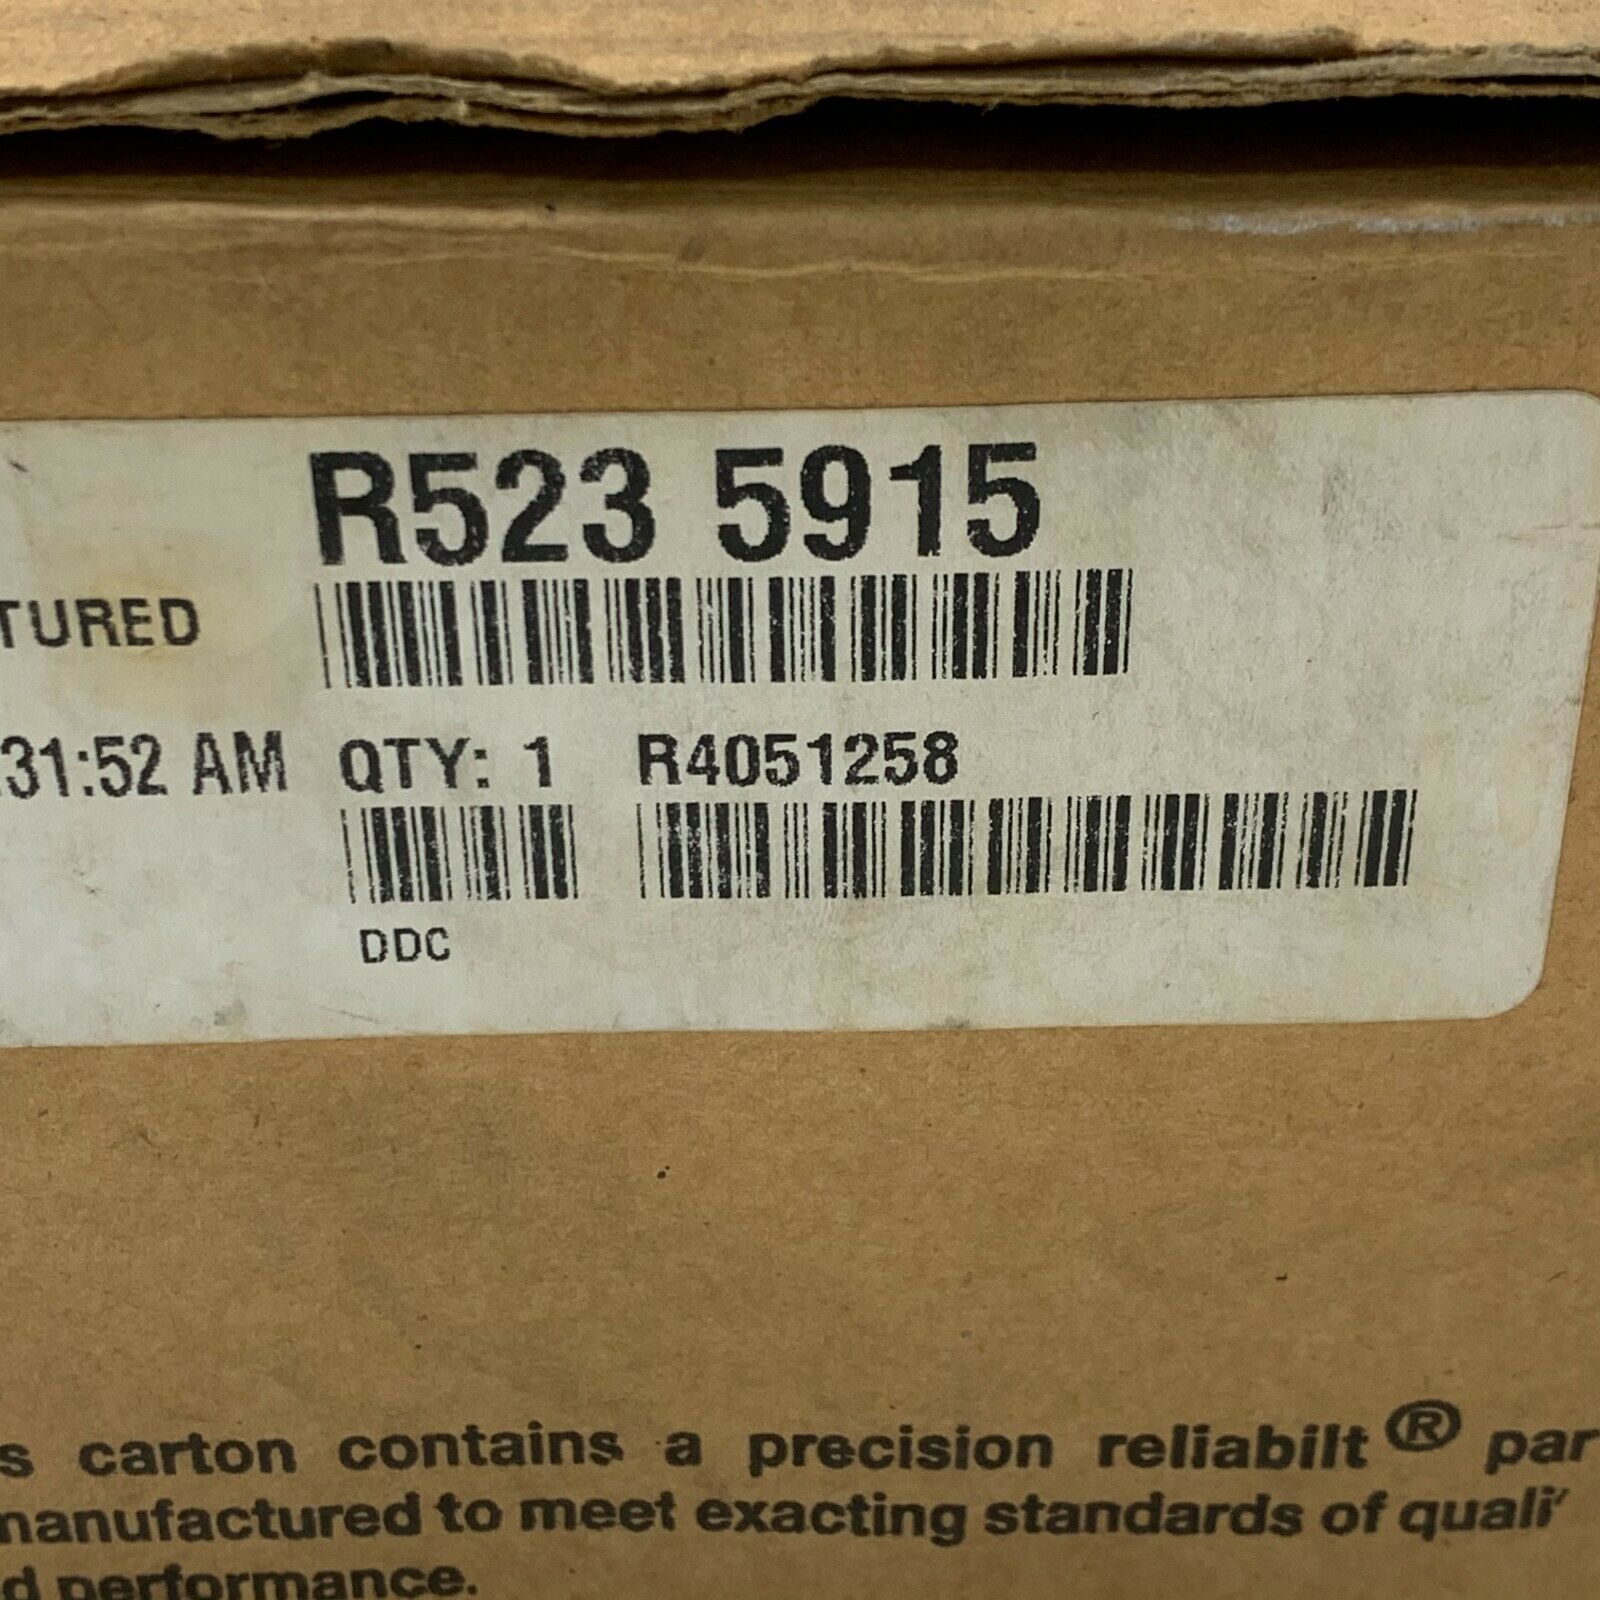 R523 5915
TURED
:31:52 AM QTY: 1 R4051258
DDC
s carton contains a precision reliabilt® par
manufactured to meet exacting standards of quali
d performance.